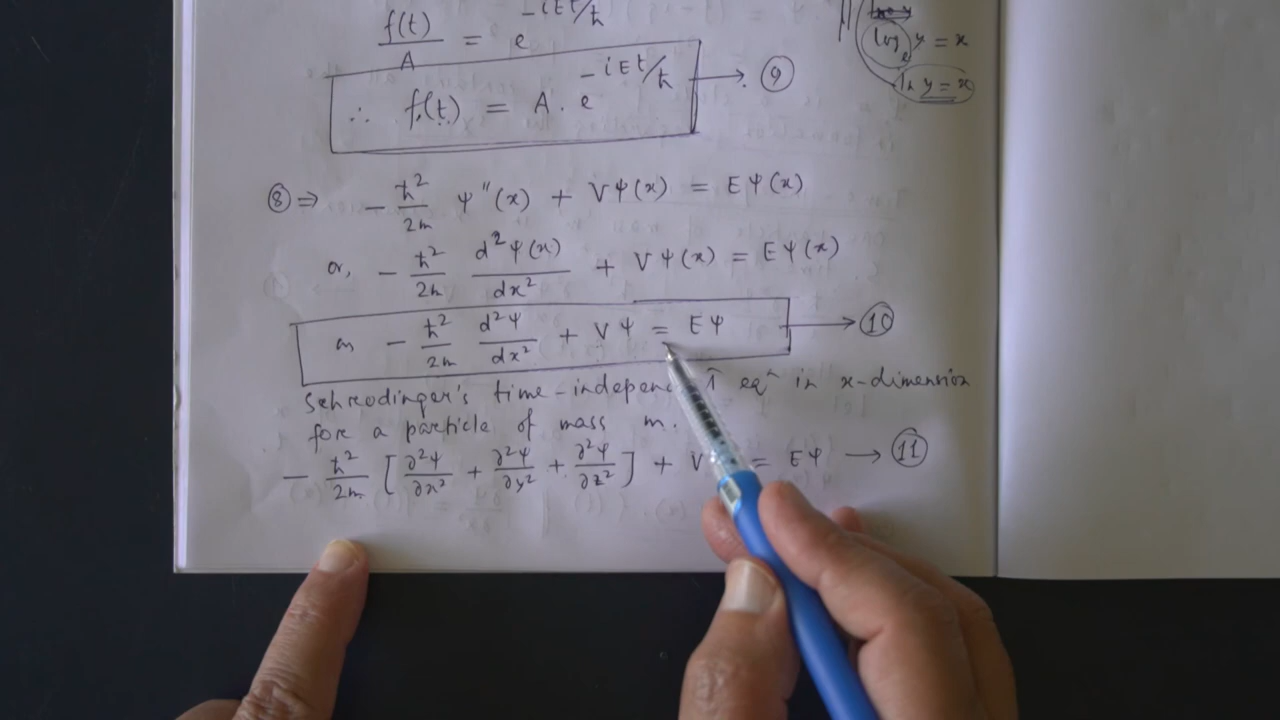 f(t)/A = e^{-iEt/ħ}
log_e y = x
ln y = x
∴ f(t) = A . e^{-iEt/ħ} → ⑨
⑧ ⇒ - ħ²/2m ψ''(x) + Vψ(x) = Eψ(x)
or, - ħ²/2m d²ψ(x)/dx² + Vψ(x) = Eψ(x)
or - ħ²/2m d²ψ/dx² + Vψ = Eψ → ⑩
Schrodinger's time-independent eqⁿ in x-dimension
for a particle of mass m.
- ħ²/2m [∂²ψ/∂x² + ∂²ψ/∂y² + ∂²ψ/∂z²] + V = Eψ → ⑪